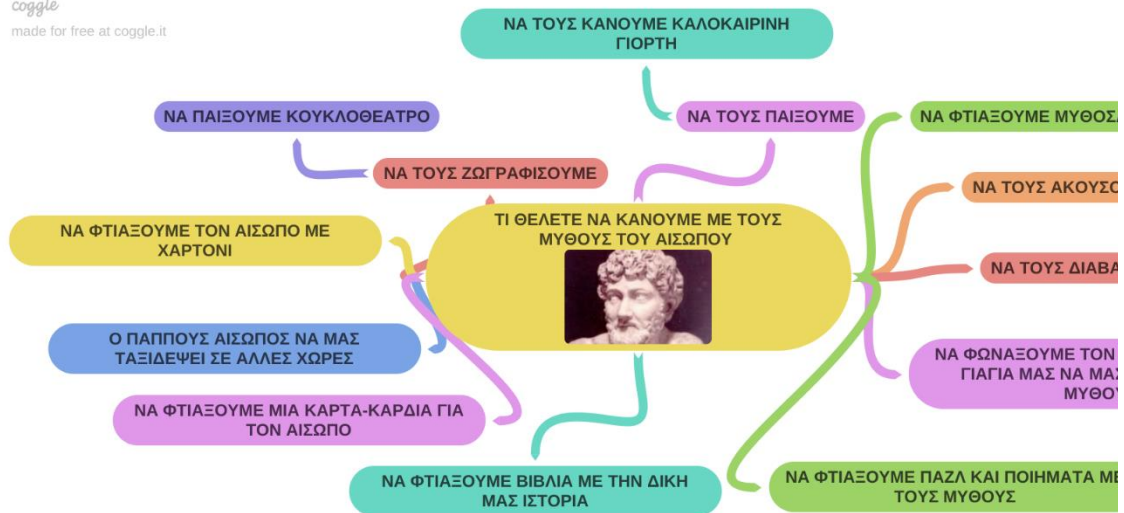 coggle
made for free at coggle.it
ΝΑ ΤΟΥΣ ΚΑΝΟΥΜΕ ΚΑΛΟΚΑΙΡΙΝΗ
ΓΙΟΡΤΗ
ΝΑ ΠΑΙΞΟΥΜΕ ΚΟΥΚΛΟΘΕΑΤΡΟ
ΝΑ ΤΟΥΣ ΠΑΙΞΟΥΜΕ
ΝΑ ΦΤΙΑΞΟΥΜΕ
ΝΑ ΤΟΥΣ ΖΩΓΡΑΦΙΣΟΥΜΕ
ΝΑ ΤΟΥΣ
ΝΑ ΦΤΙΑΞΟΥΜΕ ΤΟΝ ΑΙΣΩΠΟ ΜΕ
ΧΑΡΤΟΝΙ
ΤΙ ΘΕΛΕΤΕ ΝΑ ΚΑΝΟΥΜΕ ΜΕ ΤΟΥΣ
ΜΥΘΟΥΣ ΤΟΥ ΑΙΣΩΠΟΥ
ΝΑ ΤΟΥΣ
Ο ΠΑΠΠΟΥΣ ΑΙΣΩΠΟΣ ΝΑ ΜΑΣ
ΤΑΞΙΔΕΨΕΙ ΣΕ ΑΛΛΕΣ ΧΩΡΕΣ
ΝΑ ΦΩΝΑΞΟΥΜΕ ΤΟΝ
ΓΙΑΓΙΑ ΜΑΣ ΝΑ
ΝΑ ΦΤΙΑΞΟΥΜΕ ΜΙΑ ΚΑΡΤΑ-ΚΑΡΔΙΑ ΓΙΑ
ΤΟΝ ΑΙΣΩΠΟ
ΝΑ ΦΤΙΑΞΟΥΜΕ ΒΙΒΛΙΑ ΜΕ ΤΗΝ ΔΙΚΗ
ΜΑΣ ΙΣΤΟΡΙΑ
ΝΑ ΦΤΙΑΞΟΥΜΕ ΠΑΖΛ ΚΑΙ ΠΟΙΗΜΑΤΑ ΜΕ
ΤΟΥΣ ΜΥΘΟΥΣ